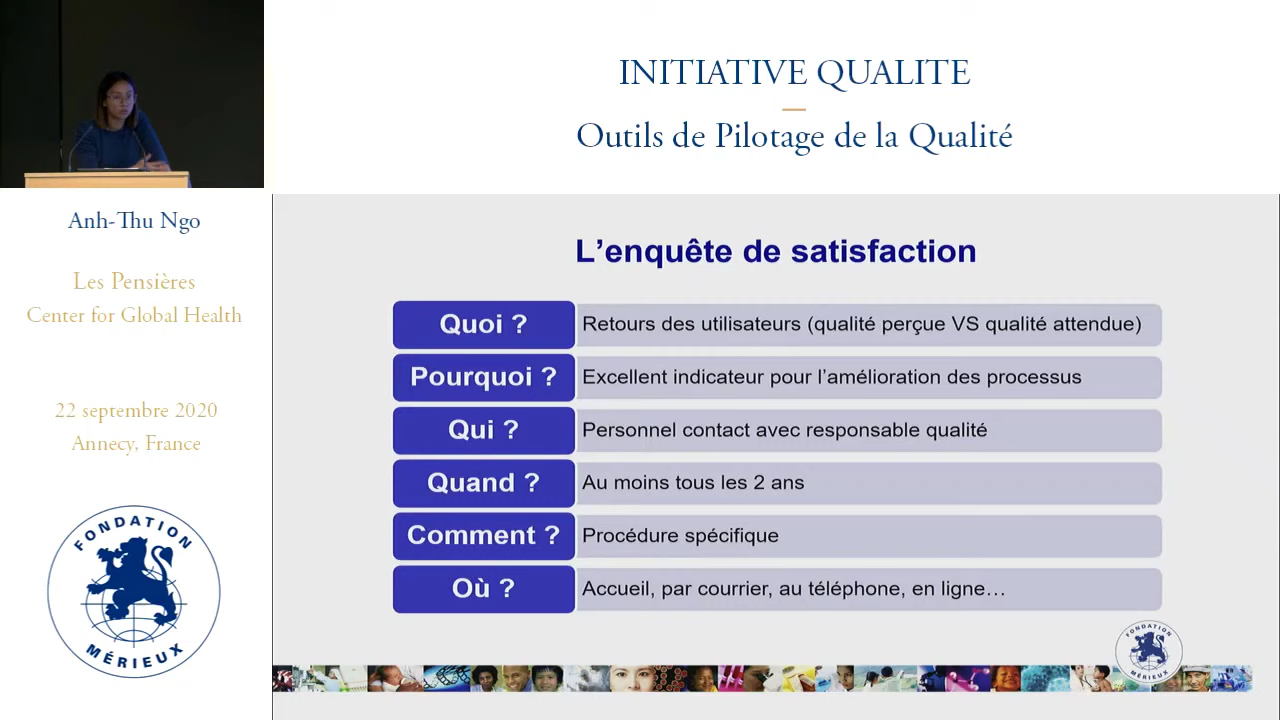 INITIATIVE QUALITE
Outils de Pilotage de la Qualité
Anh-Thu Ngo
Les Pensières
Center for Global Health
22 septembre 2020
Annecy, France
FONDATION
MÉRIEUX
L’enquête de satisfaction
Quoi ? Retours des utilisateurs (qualité perçue VS qualité attendue)
Pourquoi ? Excellent indicateur pour l’amélioration des processus
Qui ? Personnel contact avec responsable qualité
Quand ? Au moins tous les 2 ans
Comment ? Procédure spécifique
Où ? Accueil, par courrier, au téléphone, en ligne…
FONDATION
MÉRIEUX